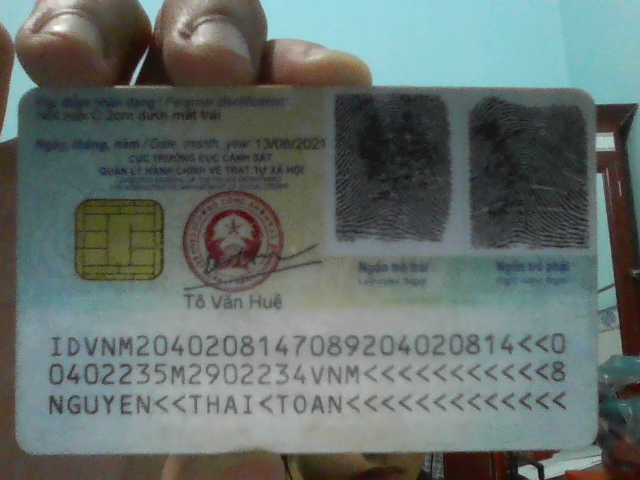 Đặc điểm nhân dạng / Personal identification:
Nốt ruồi C: 2cm dưới mắt trái
Ngày, tháng, năm / Date, month, year 13/08/2021
CỤC TRƯỞNG CỤC CẢNH SÁT
QUẢN LÝ HÀNH CHÍNH VỀ TRẬT TỰ XÃ HỘI
Tô Văn Huệ
Ngón trỏ trái
Left index finger
Ngón trỏ phải
Right index finger
IDVNM2040208147089204020814<<0
0402235M2902234VNM<<<<<<<<<<<8
NGUYEN<<THAI<TOAN<<<<<<<<<<<<<